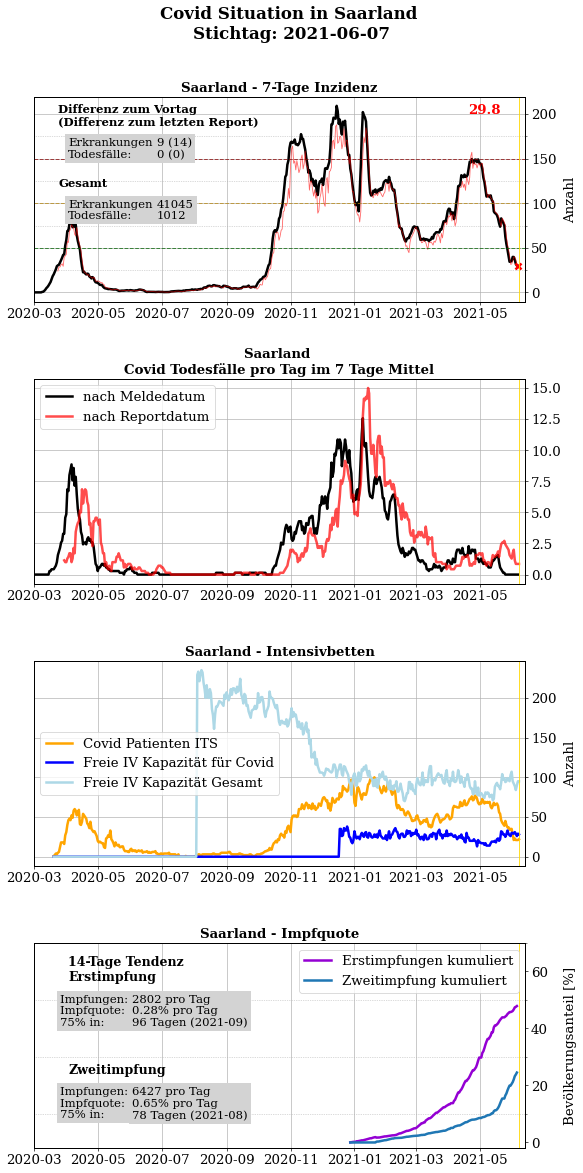 Covid Situation in Saarland
Stichtag: 2021-06-07
Saarland - 7-Tage Inzidenz
Differenz zum Vortag
(Differenz zum letzten Report)
29.8
Erkrankungen 9 (14)
Todesfälle: 0 (0)
Gesamt
Erkrankungen 41045
Todesfälle: 1012
200
150
100
50
0
Anzahl
2020-03 2020-05 2020-07 2020-09 2020-11 2021-01 2021-03 2021-05
Saarland
Covid Todesfälle pro Tag im 7 Tage Mittel
nach Meldedatum
nach Reportdatum
15.0
12.5
10.0
7.5
5.0
2.5
0.0
2020-03 2020-05 2020-07 2020-09 2020-11 2021-01 2021-03 2021-05
Saarland - Intensivbetten
Covid Patienten ITS
Freie IV Kapazität für Covid
Freie IV Kapazität Gesamt
200
150
100
50
0
Anzahl
2020-03 2020-05 2020-07 2020-09 2020-11 2021-01 2021-03 2021-05
Saarland - Impfquote
14-Tage Tendenz
Erstimpfung
Impfungen: 2802 pro Tag
Impfquote: 0.28% pro Tag
75% in: 96 Tagen (2021-09)
Zweitimpfung
Impfungen: 6427 pro Tag
Impfquote: 0.65% pro Tag
75% in: 78 Tagen (2021-08)
Erstimpfungen kumuliert
Zweitimpfung kumuliert
60
40
20
0
Bevölkerungsanteil [%]
2020-03 2020-05 2020-07 2020-09 2020-11 2021-01 2021-03 2021-05